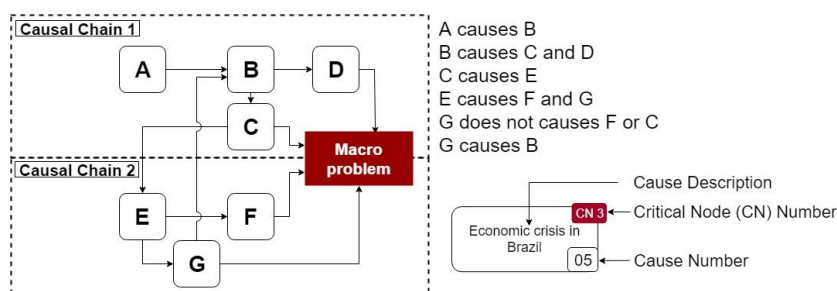 Causal Chain 1
A
B
D
C
Macro
problem
Causal Chain 2
E
F
G
A causes B
B causes C and D
C causes E
E causes F and G
G does not causes F or C
G causes B
Cause Description
CN 3
Critical Node (CN) Number
Economic crisis in
Brazil
05
Cause Number